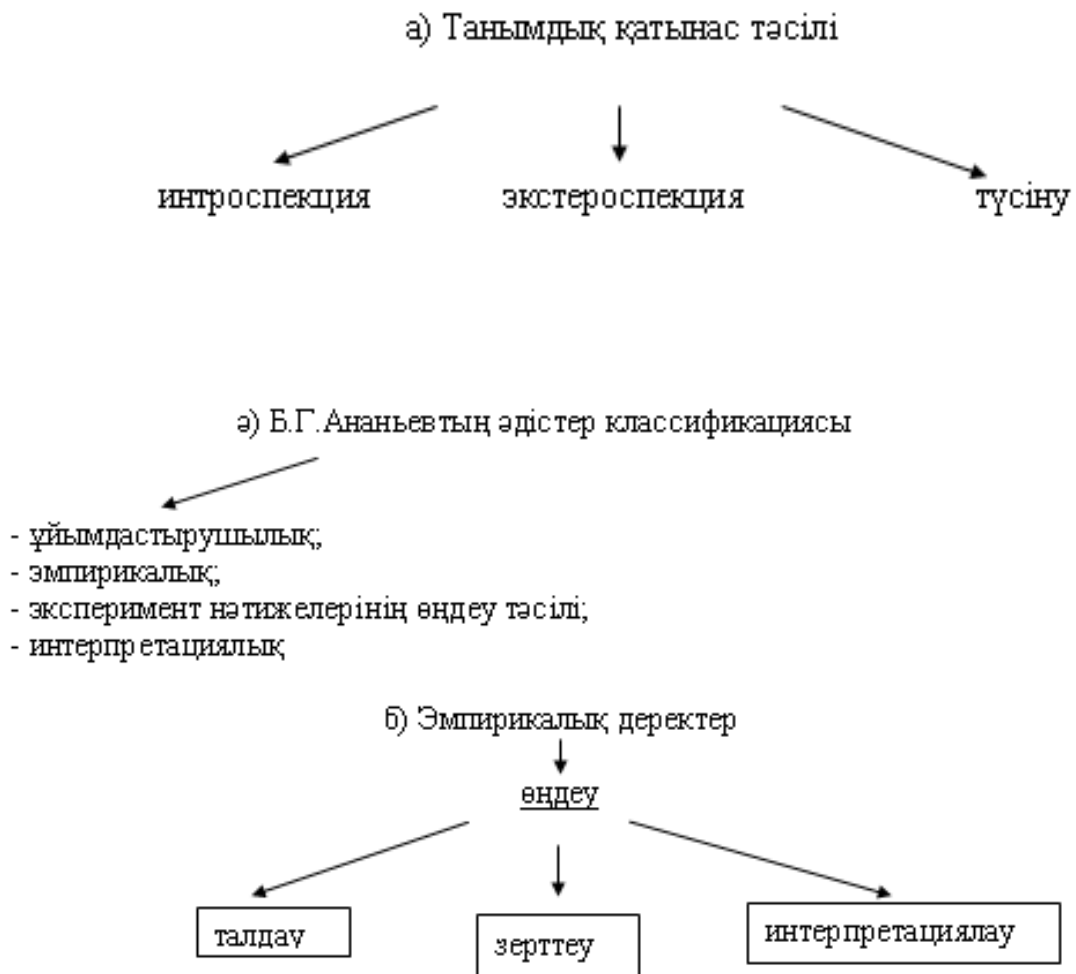 а) Танымдық қатынас тәсілі
интроспекция экстероспекция түсіну
ә) Б.Г.Ананьевтың әдістер классификациясы
- ұйымдастырушылық;
- эмпирикалық;
- эксперимент нәтижелерінің өңдеу тәсілі;
- интерпретациялық
б) Эмпирикалық деректер
өңдеу
талдау зерттеу интерпретациялау